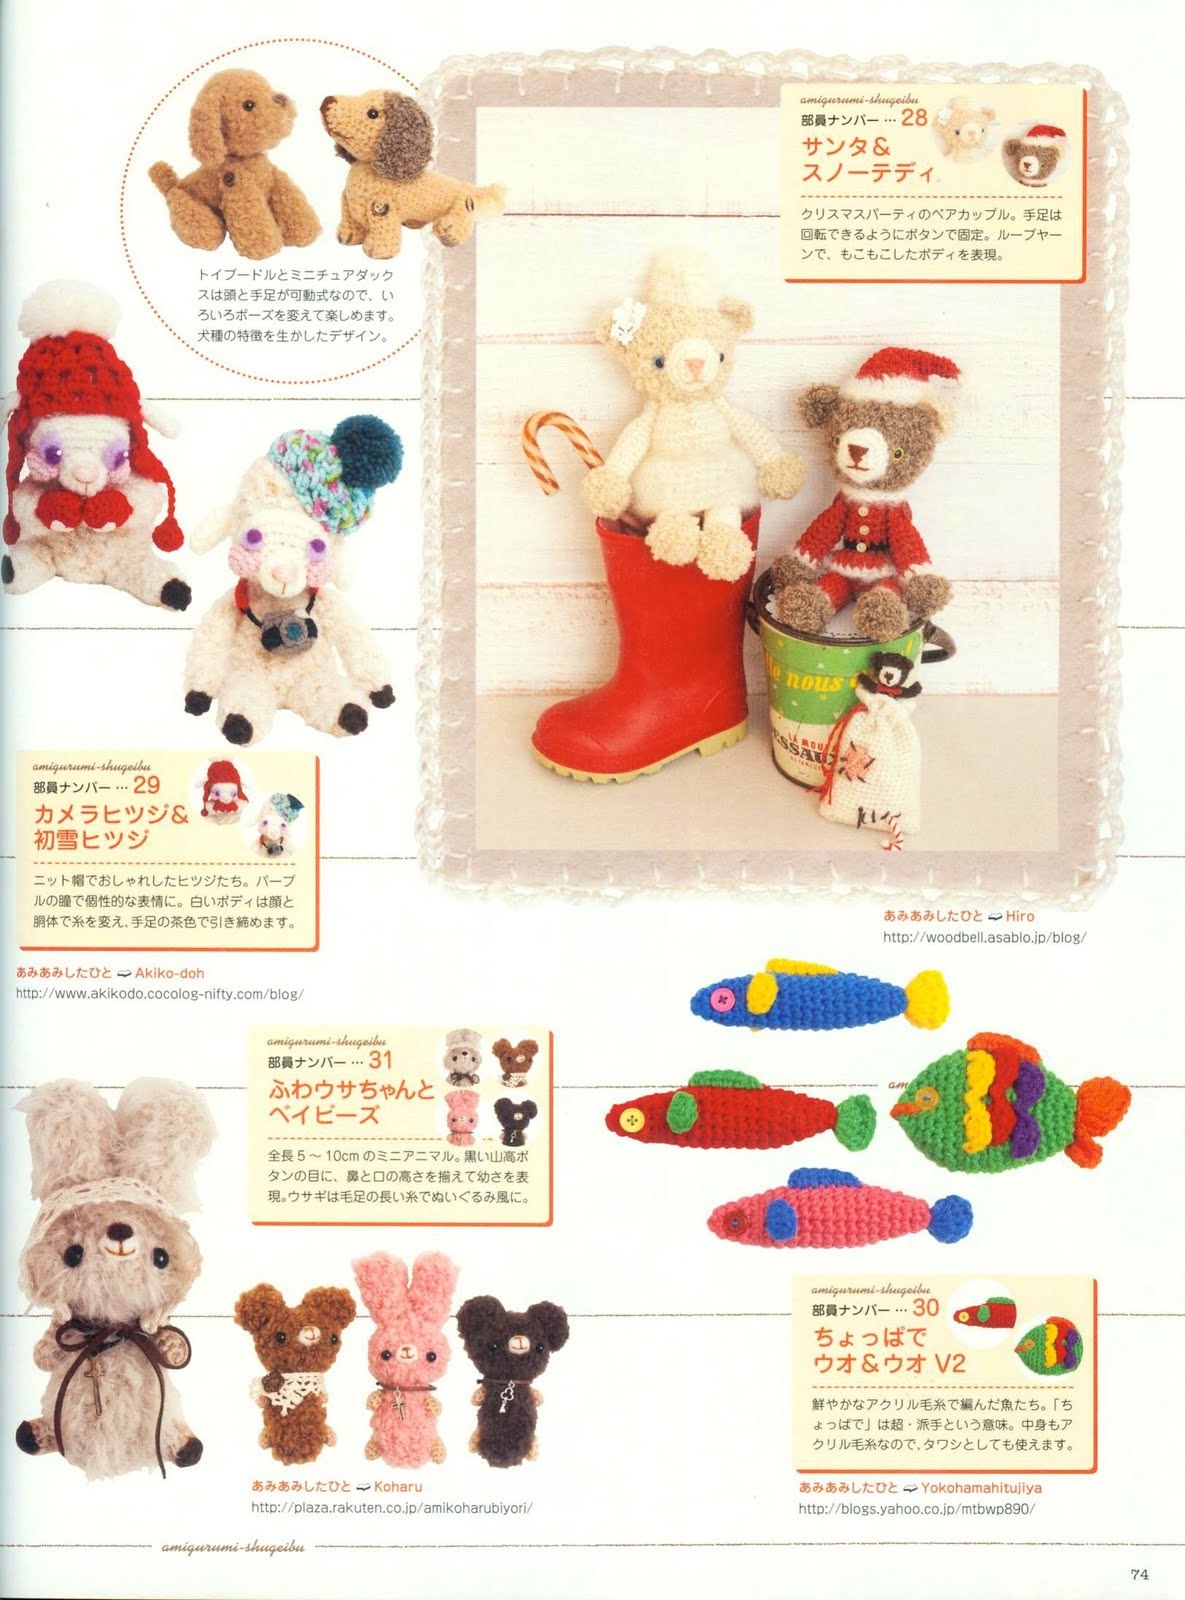 トイプードルとミニチュアダック
スは頭と手足が可動式なので、い
ろいろポーズを変えて楽しめます。
犬種の特徴を生かしたデザイン。
amigurumi-shugeibu
部員ナンバー … 28
サンタ＆
スノーテディ
クリスマスパーティのペアカップル。手足は
回転できるようにボタンで固定。ループヤー
ンで、もこもこしたボディを表現。
nous
LA MOU
ESSAU
amigurumi-shugeibu
部員ナンバー … 29
カメラヒツジ＆
初雪ヒツジ
ニット帽でおしゃれしたヒツジたち。パープ
ルの瞳で個性的な表情に。白いボディは顔と
胴体で糸を変え、手足の茶色で引き締めます。
あみあみしたひと Akiko-doh
http://www.akikodo.cocolog-nifty.com/blog/
あみあみしたひと Hiro
http://woodbell.asablo.jp/blog/
amigurumi-shugeibu
部員ナンバー … 31
ふわウサちゃんと
ベイビーズ
全長5～10cmのミニアニマル。黒い山高ボ
タンの目に、鼻と口の高さを揃えて幼さを表
現。ウサギは毛足の長い糸でぬいぐるみ風に。
am
amigurumi-shugeibu
部員ナンバー … 30
ちょっぱで
ウオ＆ウオ V2
鮮やかなアクリル毛糸で編んだ魚たち。「ち
ょっぱで」は超・派手という意味。中身もア
クリル毛糸なので、タワシとしても使えます。
あみあみしたひと Koharu
http://plaza.rakuten.co.jp/amikoharubiyori/
あみあみしたひと Yokohamahitujiya
http://blogs.yahoo.co.jp/mtbwp890/
amigurumi-shugeibu
74